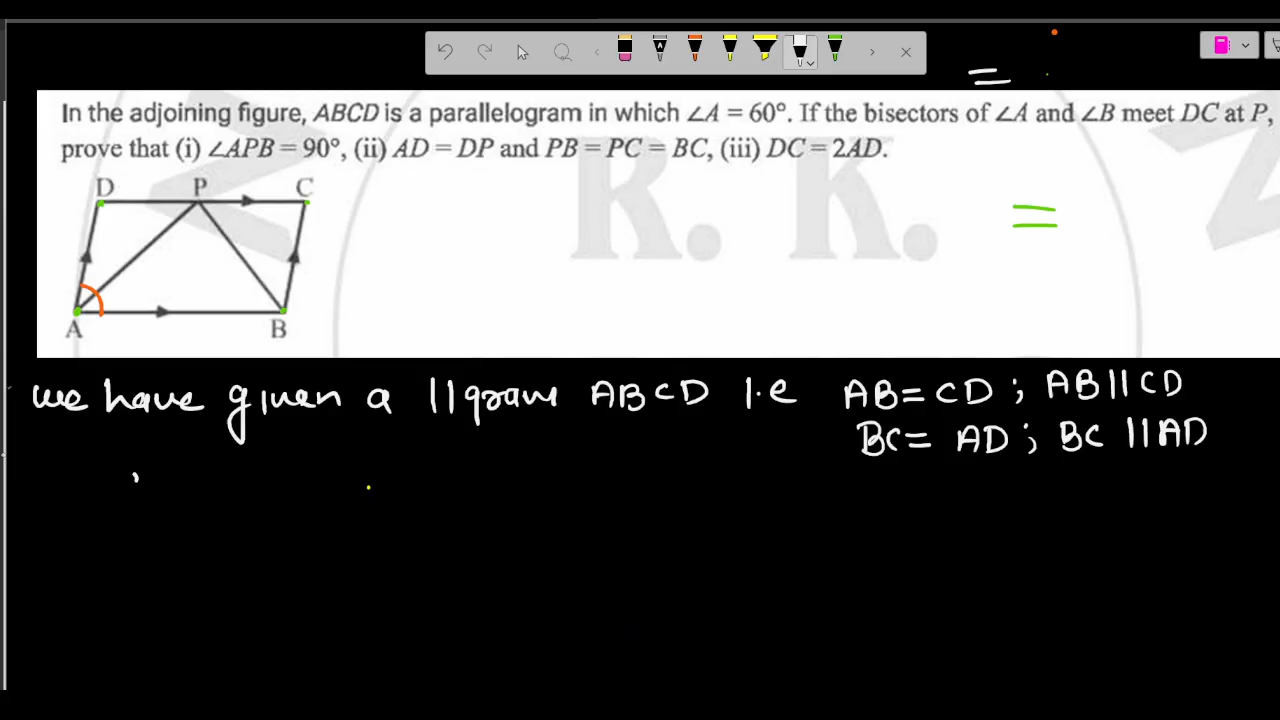 In the adjoining figure, ABCD is a parallelogram in which ∠A = 60°. If the bisectors of ∠A and ∠B meet DC at P,
prove that (i) ∠APB = 90°, (ii) AD = DP and PB = PC = BC, (iii) DC = 2AD.
D P C
R. K.
A B
we have given a ||gram ABCD i.e AB = CD ; AB || CD
BC = AD ; BC || AD